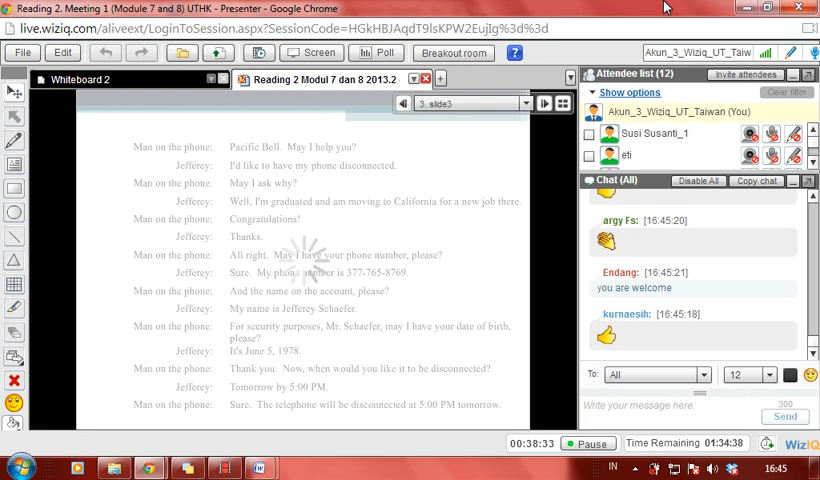 Reading 2. Meeting 1 (Module 7 and 8) UTHK - Presenter - Google Chrome
live.wiziq.com/aliveext/LoginToSession.aspx?SessionCode=HGkHBJAqdT9lsKPW2EujIg%3d%3d
File Edit Screen Poll Breakout room ? Akun_3_Wiziq_UT_Taiw
Whiteboard 2 Reading 2 Modul 7 dan 8 2013.2
3. slide3
Man on the phone: Pacific Bell. May I help you?
Jefferey: I'd like to have my phone disconnected.
Man on the phone: May I ask why?
Jefferey: Well, I'm graduated and am moving to California for a new job there.
Man on the phone: Congratulations!
Jefferey: Thanks.
Man on the phone: All right. May I have your phone number, please?
Jefferey: Sure. My phone number is 377-765-8769.
Man on the phone: And the name on the account, please?
Jefferey: My name is Jefferey Schaefer.
Man on the phone: For security purposes, Mr. Schaefer, may I have your date of birth,
please?
Jefferey: It's June 5, 1978.
Man on the phone: Thank you. Now, when would you like it to be disconnected?
Jefferey: Tomorrow by 5:00 PM.
Man on the phone: Sure. The telephone will be disconnected at 5:00 PM tomorrow.
Attendee list (12) Invite attendees
Show options Clear filter
Akun_3_Wiziq_UT_Taiwan (You)
Susi Susanti_1
eti
Chat (All) Disable All Copy chat
argy Fs: [16:45:20]
Endang: [16:45:21]
you are welcome
kurnaesih: [16:45:18]
To: All 12
Write your message here. 300
Send
00:38:33 Pause Time Remaining 01:34:38 WizIQ
IN 16:45